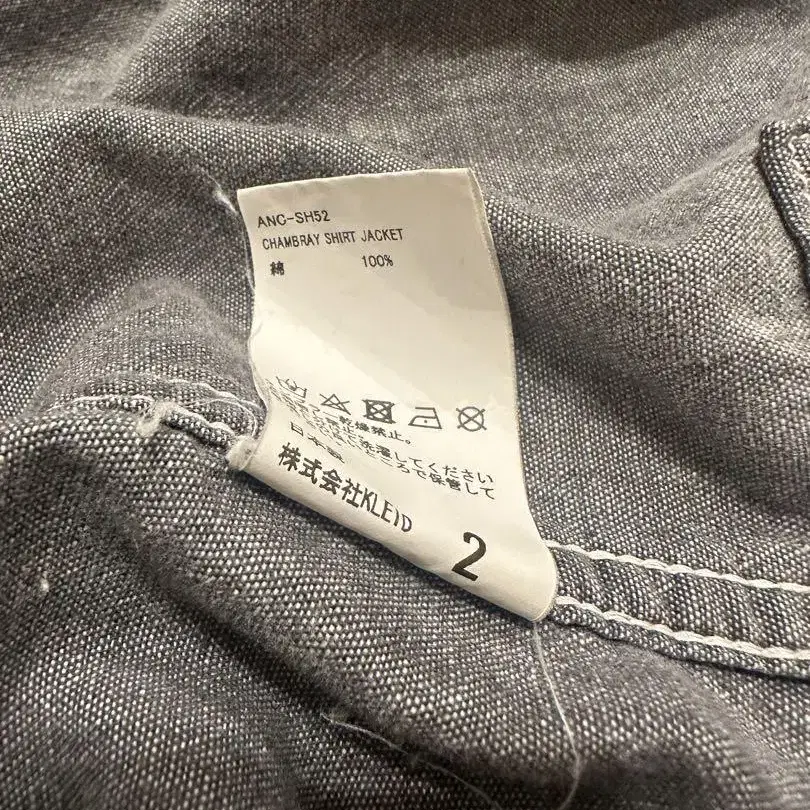 ANC-SH52
CHAMBRAY SHIRT JACKET
綿 100%
乾燥禁止。
洗濯してください
ところで保管して
日本製
株式会社KLEID
2